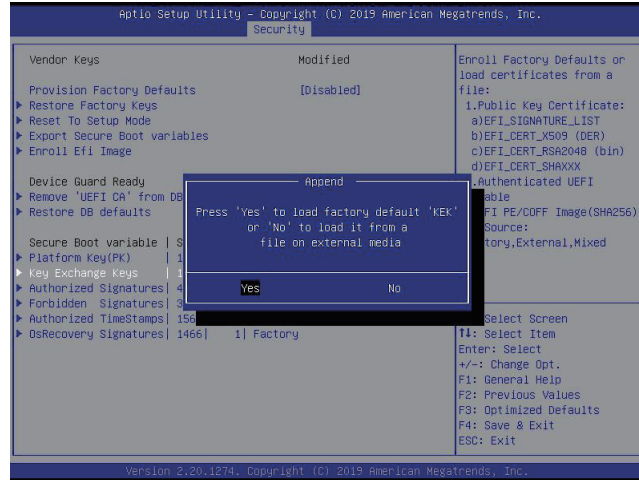 Aptio Setup Utility – Copyright (C) 2019 American Megatrends, Inc.
Security
Vendor Keys Modified
Provision Factory Defaults [Disabled]
Restore Factory Keys
Reset To Setup Mode
Export Secure Boot variables
Enroll Efi Image
Device Guard Ready
Remove 'UEFI CA' from DB
Restore DB defaults
Secure Boot variable | S
Platform Key(PK) | 1
Key Exchange Keys | 1
Authorized Signatures| 4
Forbidden Signatures| 3
Authorized TimeStamps| 156
OsRecovery Signatures| 1466| 1| Factory
Append
Press 'Yes' to load factory default 'KEK'
or 'No' to load it from a
file on external media
Yes No
Enroll Factory Defaults or
load certificates from a
file:
1.Public Key Certificate:
a)EFI_SIGNATURE_LIST
b)EFI_CERT_X509 (DER)
c)EFI_CERT_RSA2048 (bin)
d)EFI_CERT_SHAXXX
.Authenticated UEFI
able
FI PE/COFF Image(SHA256)
Source:
tory,External,Mixed
Select Screen
↑↓: Select Item
Enter: Select
+/-: Change Opt.
F1: General Help
F2: Previous Values
F3: Optimized Defaults
F4: Save & Exit
ESC: Exit
Version 2.20.1274. Copyright (C) 2019 American Megatrends, Inc.